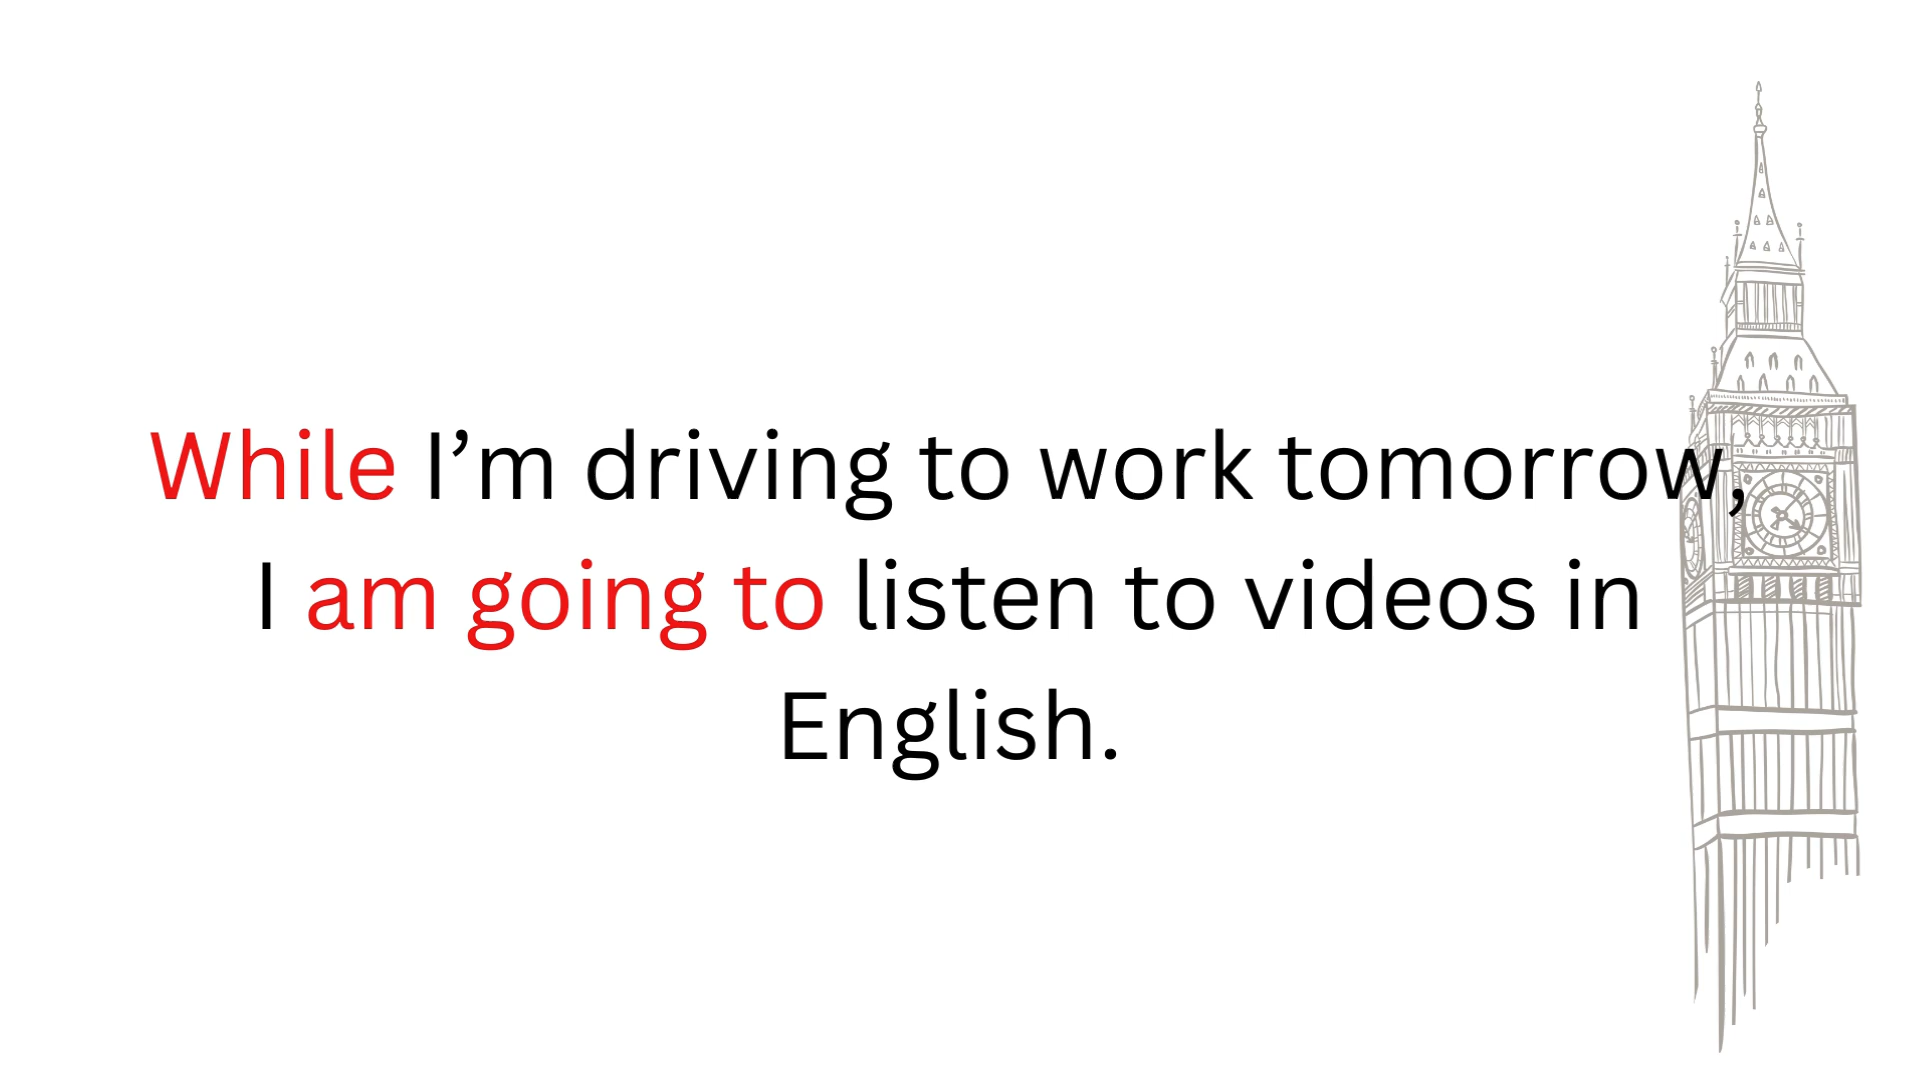 While I’m driving to work tomorrow,
I am going to listen to videos in
English.